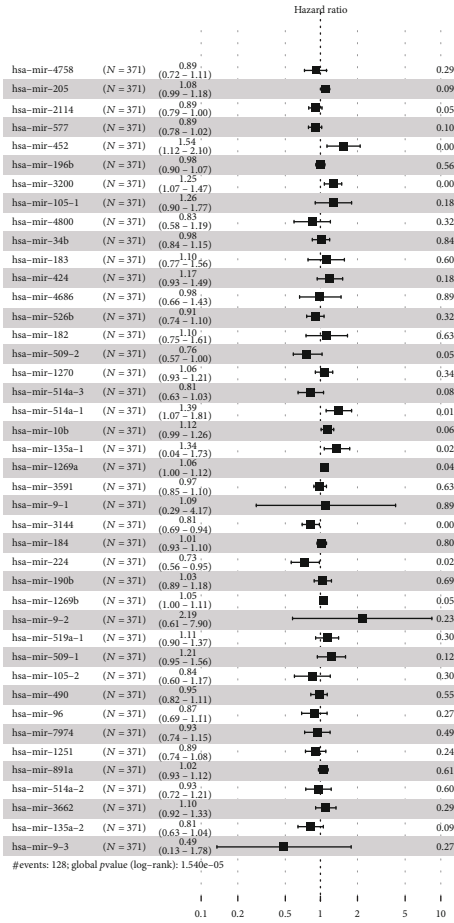 Hazard ratio
hsa–mir–4758 (N = 371) 0.89 (0.72 – 1.11) 0.29
hsa–mir–205 (N = 371) 1.08 (0.99 – 1.18) 0.09
hsa–mir–2114 (N = 371) 0.89 (0.79 – 1.00) 0.05
hsa–mir–577 (N = 371) 0.89 (0.78 – 1.02) 0.10
hsa–mir–452 (N = 371) 1.54 (1.12 – 2.10) 0.00
hsa–mir–196b (N = 371) 0.98 (0.90 – 1.07) 0.56
hsa–mir–3200 (N = 371) 1.25 (1.07 – 1.47) 0.00
hsa–mir–105–1 (N = 371) 1.26 (0.90 – 1.77) 0.18
hsa–mir–4800 (N = 371) 0.83 (0.58 – 1.19) 0.32
hsa–mir–34b (N = 371) 0.98 (0.84 – 1.15) 0.84
hsa–mir–183 (N = 371) 1.10 (0.77 – 1.56) 0.60
hsa–mir–424 (N = 371) 1.17 (0.93 – 1.49) 0.18
hsa–mir–4686 (N = 371) 0.98 (0.66 – 1.43) 0.89
hsa–mir–526b (N = 371) 0.91 (0.74 – 1.10) 0.32
hsa–mir–182 (N = 371) 1.10 (0.75 – 1.61) 0.63
hsa–mir–509–2 (N = 371) 0.76 (0.57 – 1.00) 0.05
hsa–mir–1270 (N = 371) 1.06 (0.93 – 1.21) 0.34
hsa–mir–514a–3 (N = 371) 0.81 (0.63 – 1.03) 0.08
hsa–mir–514a–1 (N = 371) 1.39 (1.07 – 1.81) 0.01
hsa–mir–10b (N = 371) 1.12 (0.99 – 1.26) 0.06
hsa–mir–135a–1 (N = 371) 1.34 (0.04 – 1.73) 0.02
hsa–mir–1269a (N = 371) 1.06 (1.00 – 1.12) 0.04
hsa–mir–3591 (N = 371) 0.97 (0.85 – 1.10) 0.63
hsa–mir–9–1 (N = 371) 1.09 (0.29 – 4.17) 0.89
hsa–mir–3144 (N = 371) 0.81 (0.69 – 0.94) 0.00
hsa–mir–184 (N = 371) 1.01 (0.93 – 1.10) 0.80
hsa–mir–224 (N = 371) 0.73 (0.56 – 0.95) 0.02
hsa–mir–190b (N = 371) 1.03 (0.89 – 1.18) 0.69
hsa–mir–1269b (N = 371) 1.05 (1.00 – 1.11) 0.05
hsa–mir–9–2 (N = 371) 2.19 (0.61 – 7.90) 0.23
hsa–mir–519a–1 (N = 371) 1.11 (0.90 – 1.37) 0.30
hsa–mir–509–1 (N = 371) 1.21 (0.95 – 1.56) 0.12
hsa–mir–105–2 (N = 371) 0.84 (0.60 – 1.17) 0.30
hsa–mir–490 (N = 371) 0.95 (0.82 – 1.11) 0.55
hsa–mir–96 (N = 371) 0.87 (0.69 – 1.11) 0.27
hsa–mir–7974 (N = 371) 0.93 (0.74 – 1.15) 0.49
hsa–mir–1251 (N = 371) 0.89 (0.74 – 1.08) 0.24
hsa–mir–891a (N = 371) 1.02 (0.93 – 1.12) 0.61
hsa–mir–514a–2 (N = 371) 0.93 (0.72 – 1.21) 0.60
hsa–mir–3662 (N = 371) 1.10 (0.92 – 1.33) 0.29
hsa–mir–135a–2 (N = 371) 0.81 (0.63 – 1.04) 0.09
hsa–mir–9–3 (N = 371) 0.49 (0.13 – 1.78) 0.27
#events: 128; global pvalue (log–rank): 1.540e–05
0.1 0.2 0.5 1 2 5 10